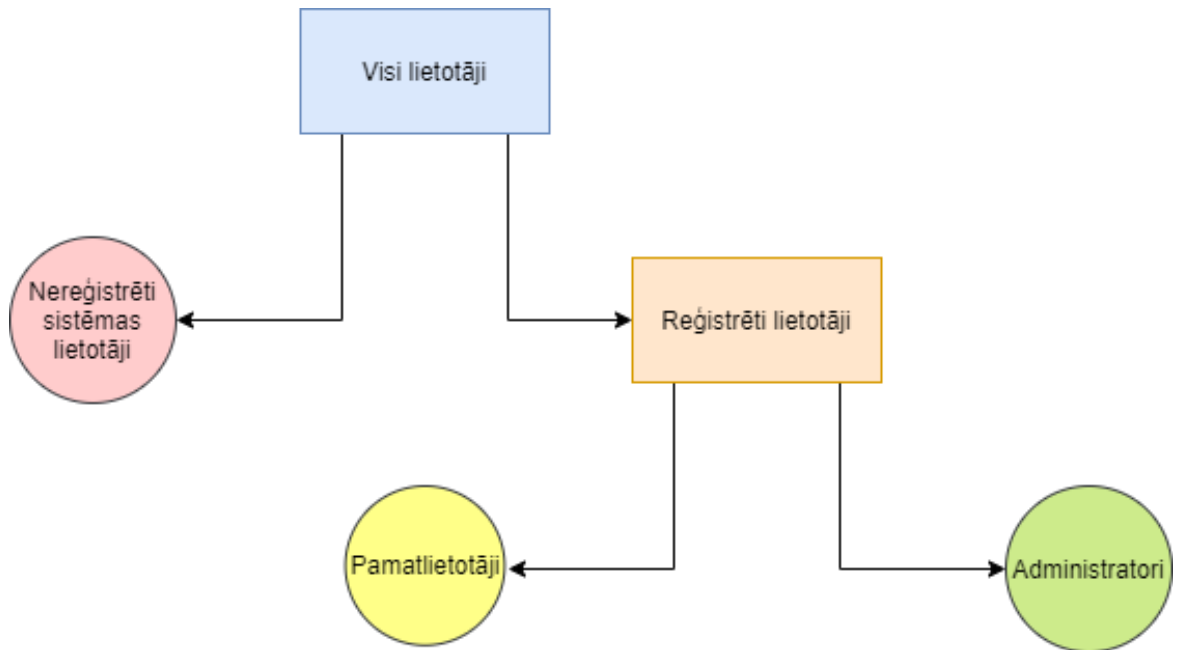 Visi lietotāji
Nereģistrēti
sistēmas
lietotāji
Reģistrēti lietotāji
Pamatlietotāji
Administratori